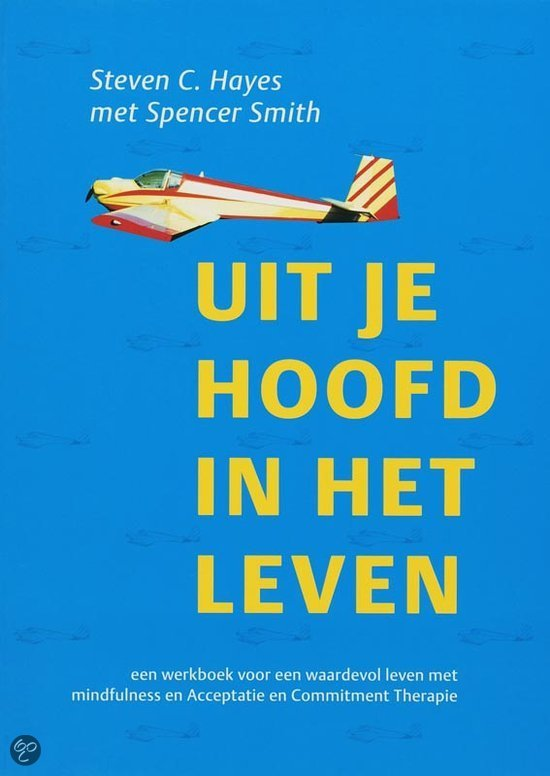 Steven C. Hayes
met Spencer Smith
UIT JE
HOOFD
IN HET
LEVEN
een werkboek voor een waardevol leven met
mindfulness en Acceptatie en Commitment Therapie